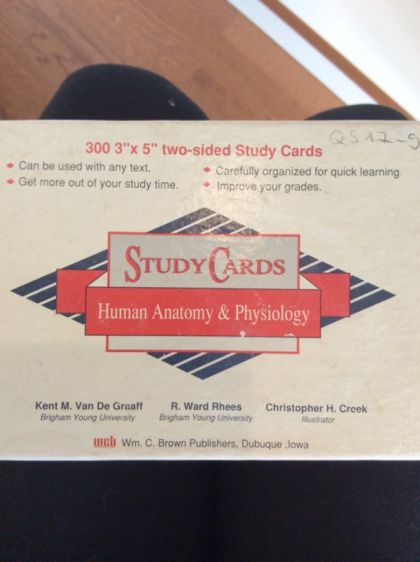 QS17-9
300 3"x 5" two-sided Study Cards
Can be used with any text.
Get more out of your study time.
Carefully organized for quick learning.
Improve your grades.
STUDY CARDS
Human Anatomy & Physiology
Kent M. Van De Graaff
Brigham Young University
R. Ward Rhees
Brigham Young University
Christopher H. Creek
Illustrator
wcb Wm. C. Brown Publishers, Dubuque ,Iowa